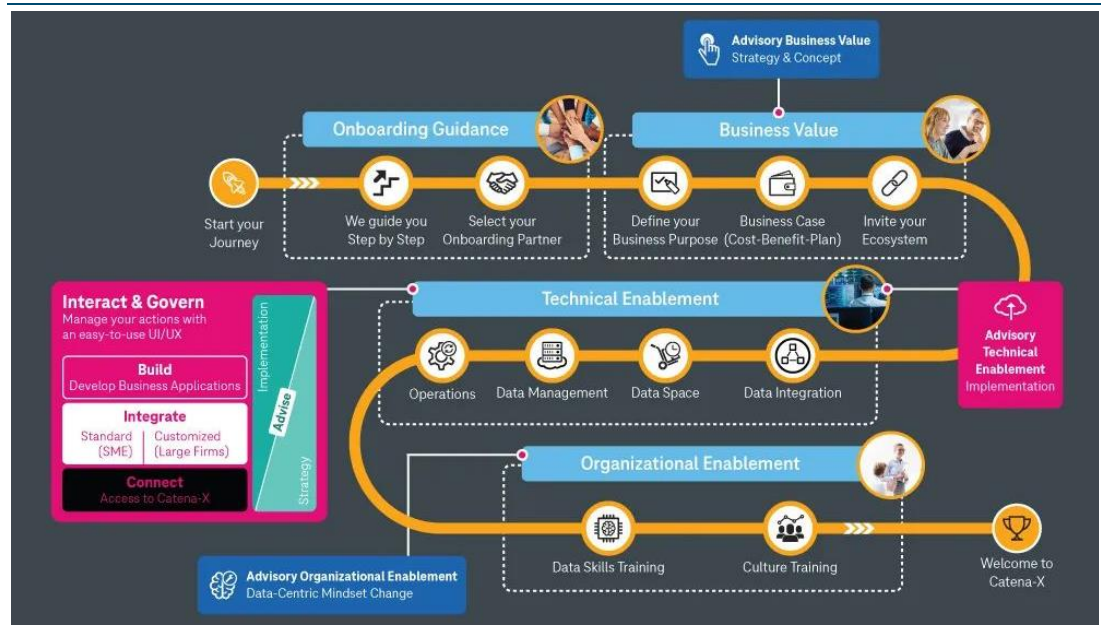 Advisory Business Value
Strategy & Concept
Onboarding Guidance
Business Value
Start your
Journey
We guide you
Step by Step
Select your
Onboarding Partner
Define your
Business Purpose
Business Case
(Cost-Benefit-Plan)
Invite your
Ecosystem
Interact & Govern
Manage your actions with
an easy-to-use UI/UX
Build
Develop Business Applications
Integrate
Standard
(SME)
Customized
(Large Firms)
Connect
Access to Catena-X
Implementation
Advise
Strategy
Technical Enablement
Operations
Data Management
Data Space
Data Integration
Advisory
Technical
Enablement
Implementation
Organizational Enablement
Data Skills Training
Culture Training
Welcome to
Catena-X
Advisory Organizational Enablement
Data-Centric Mindset Change